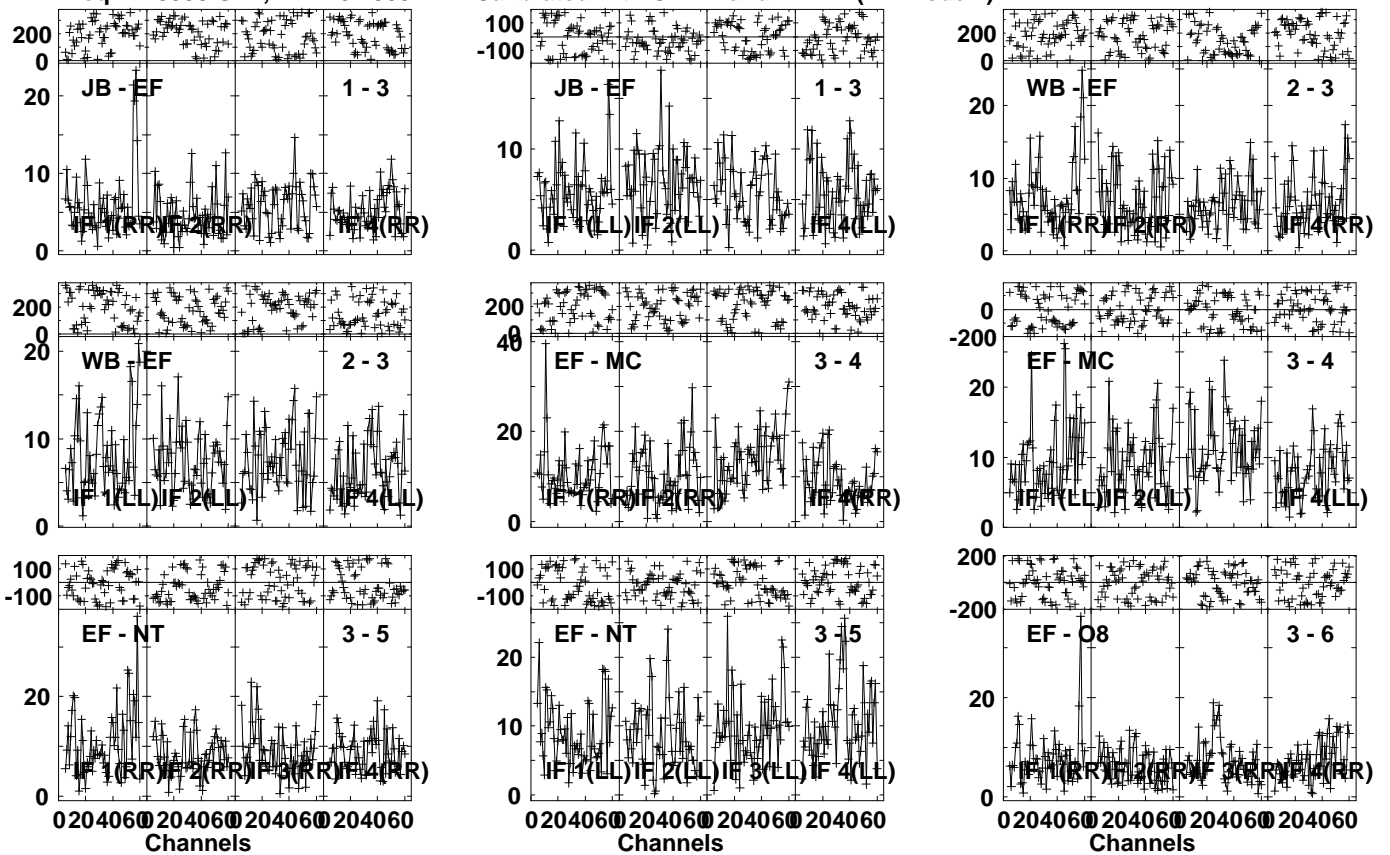 100
-100
200
0
200
0
JB - EF 1 - 3
JB - EF 1 - 3
WB - EF 2 - 3
20
10
0
10
0
20
10
0
IF 1(RR) IF 2(RR) IF 4(RR)
IF 1(LL) IF 2(LL) IF 4(LL)
IF 1(RR) IF 2(RR) IF 4(RR)
200
0
200
0
0
-200
WB - EF 2 - 3
EF - MC 3 - 4
EF - MC 3 - 4
20
10
0
40
20
0
20
10
0
IF 1(LL) IF 2(LL) IF 4(LL)
IF 1(RR) IF 2(RR) IF 4(RR)
IF 1(LL) IF 2(LL) IF 4(LL)
100
-100
100
-100
200
-200
EF - NT 3 - 5
EF - NT 3 - 5
EF - O8 3 - 6
20
0
20
10
0
20
0
IF 1(RR) IF 2(RR) IF 3(RR) IF 4(RR)
IF 1(LL) IF 2(LL) IF 3(LL) IF 4(LL)
IF 1(RR) IF 2(RR) IF 3(RR) IF 4(RR)
0 20 40 60 0 20 40 60 0 20 40 60 0 20 40 60
0 20 40 60 0 20 40 60 0 20 40 60 0 20 40 60
0 20 40 60 0 20 40 60 0 20 40 60 0 20 40 60
Channels
Channels
Channels